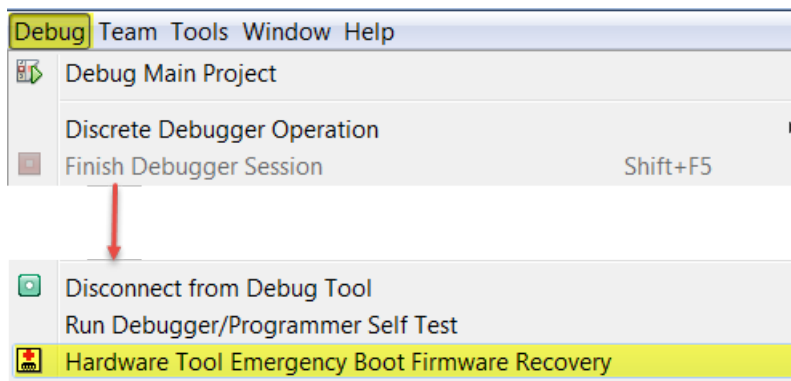 Debug Team Tools Window Help
Debug Main Project
Discrete Debugger Operation
Finish Debugger Session Shift+F5
Disconnect from Debug Tool
Run Debugger/Programmer Self Test
Hardware Tool Emergency Boot Firmware Recovery